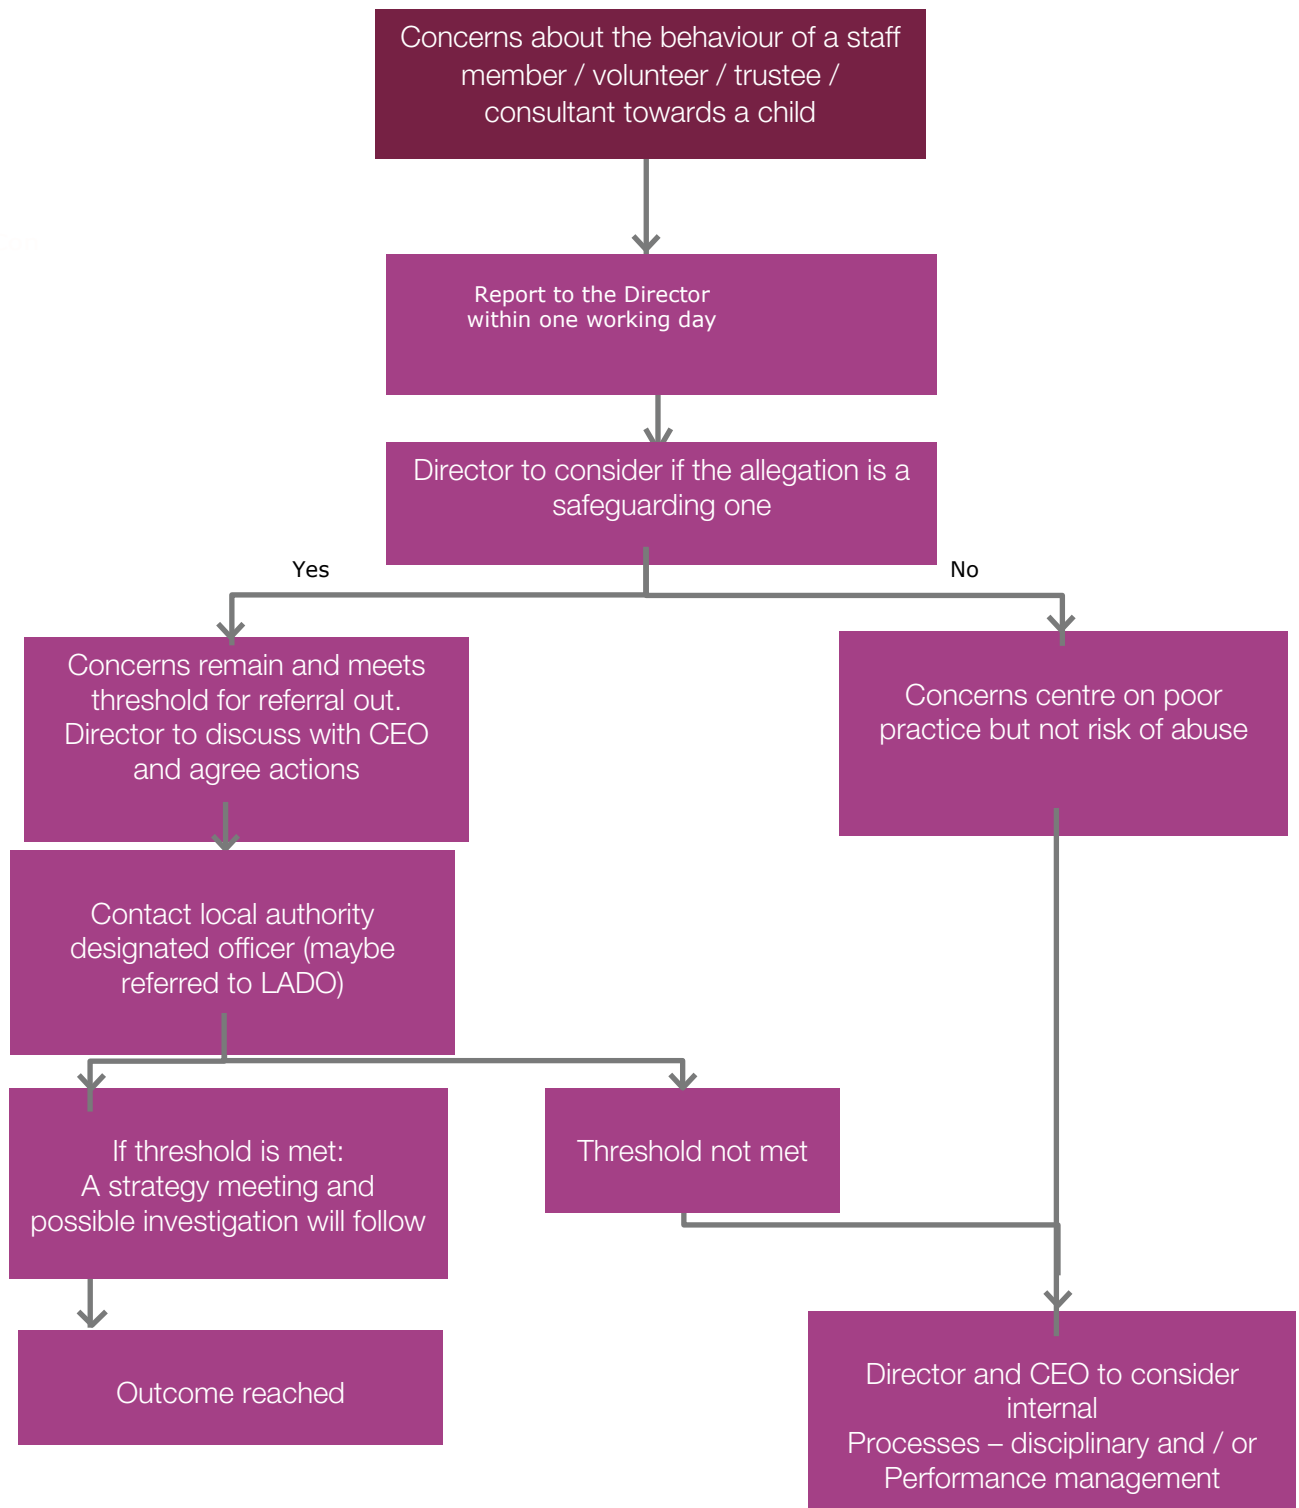 Concerns about the behaviour of a staff
member / volunteer / trustee /
consultant towards a child
Report to the Director
within one working day
Director to consider if the allegation is a
safeguarding one
Yes
No
Concerns remain and meets
threshold for referral out.
Director to discuss with CEO
and agree actions
Concerns centre on poor
practice but not risk of abuse
Contact local authority
designated officer (maybe
referred to LADO)
If threshold is met:
A strategy meeting and
possible investigation will follow
Threshold not met
Outcome reached
Director and CEO to consider
internal
Processes – disciplinary and / or
Performance management